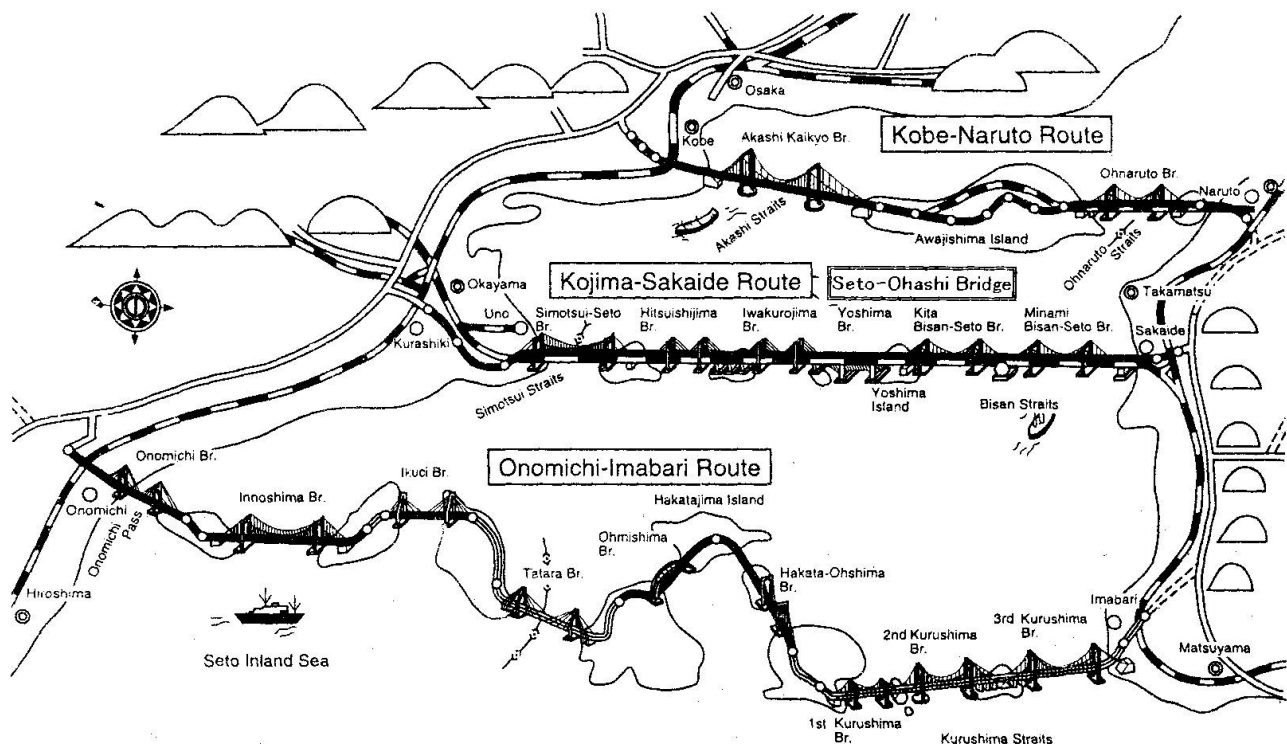 Osaka
Kobe
Akashi Kaikyo Br.
Kobe-Naruto Route
Ohnaruto Br.
Naruto
Akashi Straits
Awajishima Island
Ohnaruto
Straits
Okayama
Kojima-Sakaide Route
Seto-Ohashi Bridge
Takamatsu
Uno
Simotsui-Seto
Br.
Hitsuishijima
Br.
Iwakurojima
Br.
Yoshima
Br.
Kita
Bisan-Seto Br.
Minami
Bisan-Seto Br.
Sakaide
Kurashiki
Simotsui Straits
Yoshima
Island
Bisan Straits
Onomichi Br.
Ikuci Br.
Onomichi-Imabari Route
Onomichi
Onomichi
Pass
Innoshima Br.
Hakatajima Island
Ohmishima
Br.
Tatara Br.
Hakata-Ohshima
Br.
Hiroshima
Imabari
Seto Inland Sea
2nd Kurushima
Br.
3rd Kurushima
Br.
Matsuyama
1st Kurushima
Br.
Kurushima Straits